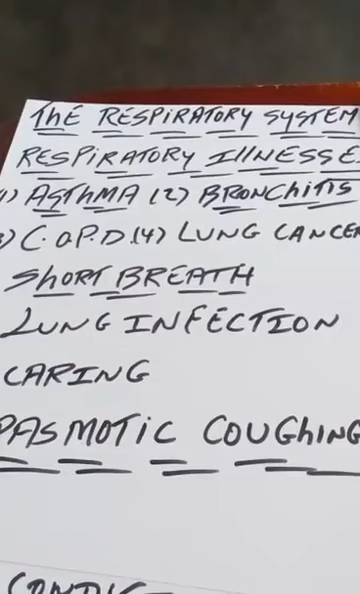 THE RESPIRATORY SYSTEM
RESPIRATORY ILLNESSE
1) ASTHMA (2) BRONCHITIS
3) C.O.P.D (4) LUNG CANCER
SHORT BREATH
LUNG INFECTION
CARING
PASMOTIC COUGHING